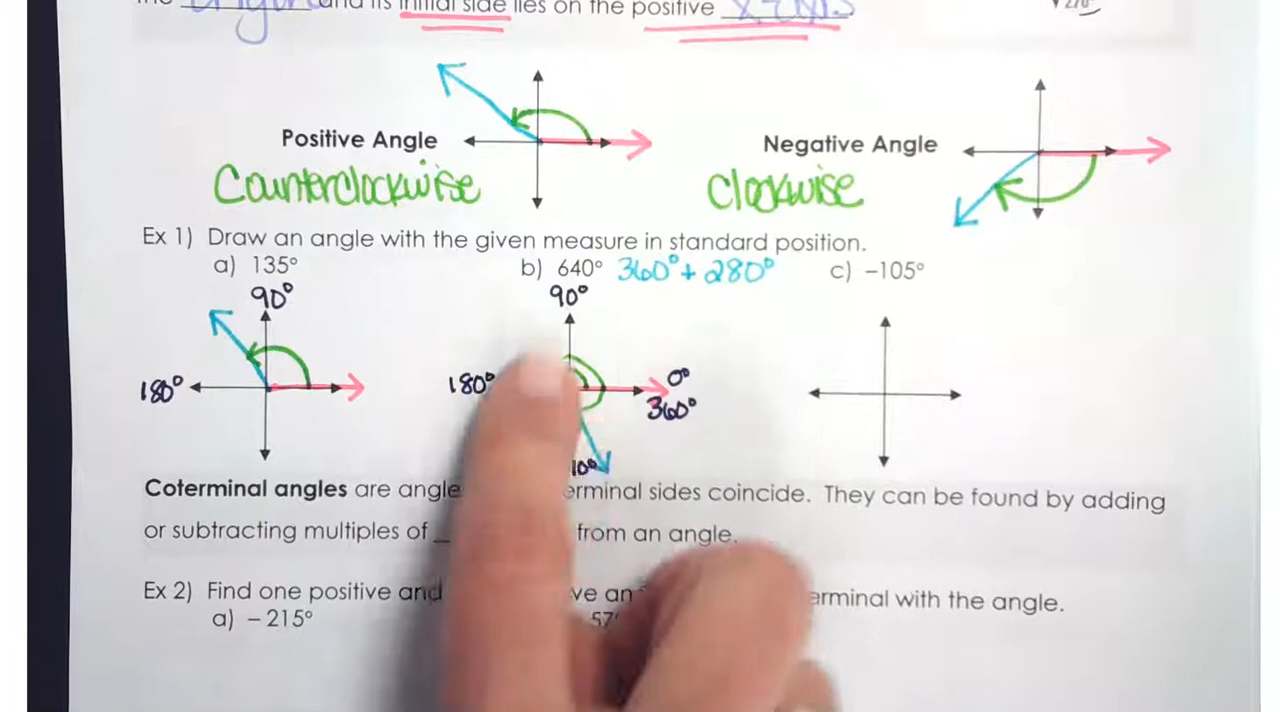 and its initial side lies on the positive x-axis
270°
Positive Angle
Counterclockwise
Negative Angle
Clockwise
Ex 1) Draw an angle with the given measure in standard position.
a) 135°
b) 640° 360° + 280°
c) -105°
90°
180°
90°
180°
0°
360°
Coterminal angles are angle terminal sides coincide. They can be found by adding
or subtracting multiples of _ from an angle.
Ex 2) Find one positive and with the angle.
a) - 215°